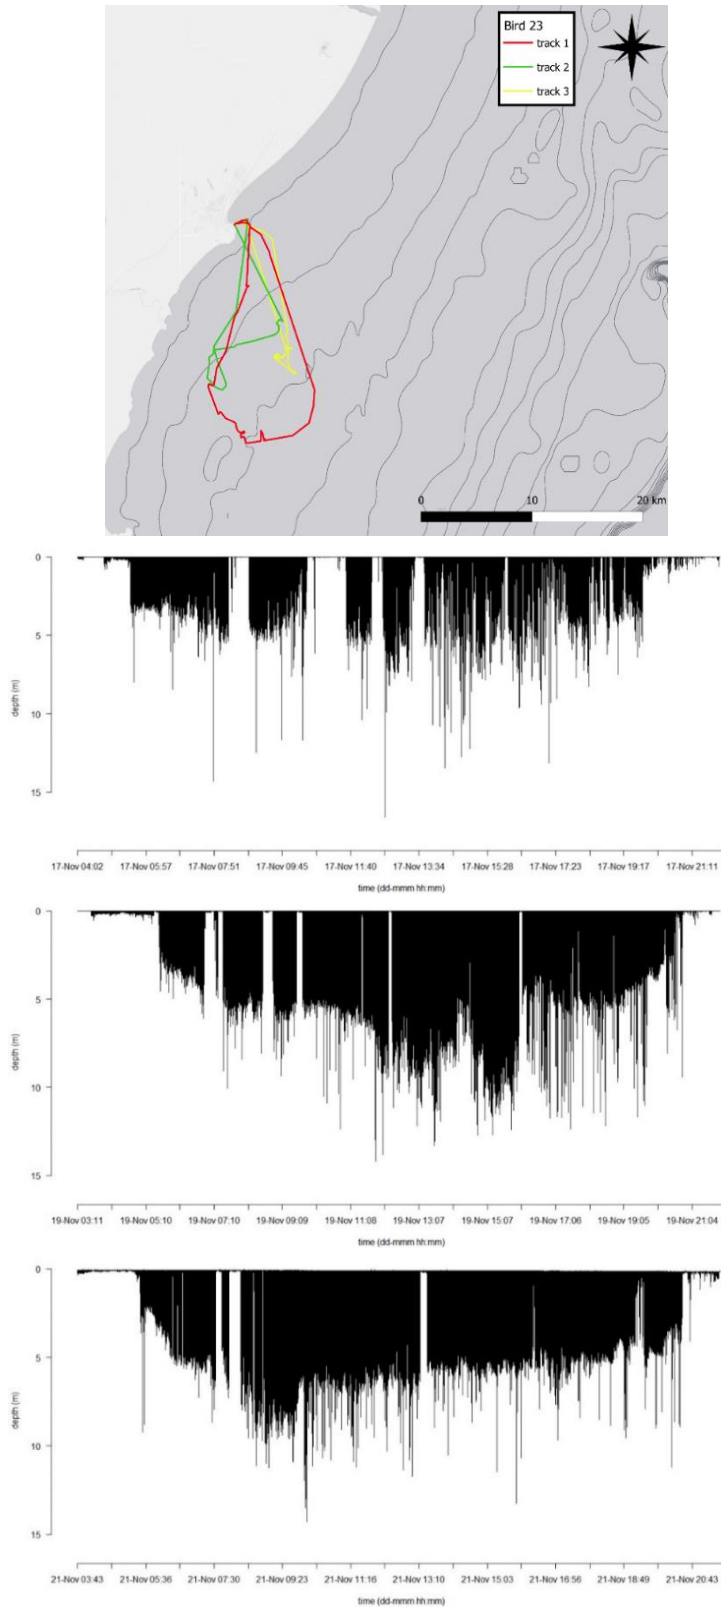 Bird 23
track 1
track 2
track 3
0 10 20 km
0
5
10
15
depth (m)
17-Nov 04:02 17-Nov 05:57 17-Nov 07:51 17-Nov 09:45 17-Nov 11:40 17-Nov 13:34 17-Nov 15:28 17-Nov 17:23 17-Nov 19:17 17-Nov 21:11
time (dd-mmm hh:mm)
0
5
10
15
depth (m)
19-Nov 03:11 19-Nov 05:10 19-Nov 07:10 19-Nov 09:09 19-Nov 11:08 19-Nov 13:07 19-Nov 15:07 19-Nov 17:06 19-Nov 19:05 19-Nov 21:04
time (dd-mmm hh:mm)
0
5
10
15
depth (m)
21-Nov 03:43 21-Nov 05:36 21-Nov 07:30 21-Nov 09:23 21-Nov 11:16 21-Nov 13:10 21-Nov 15:03 21-Nov 16:56 21-Nov 18:49 21-Nov 20:43
time (dd-mmm hh:mm)